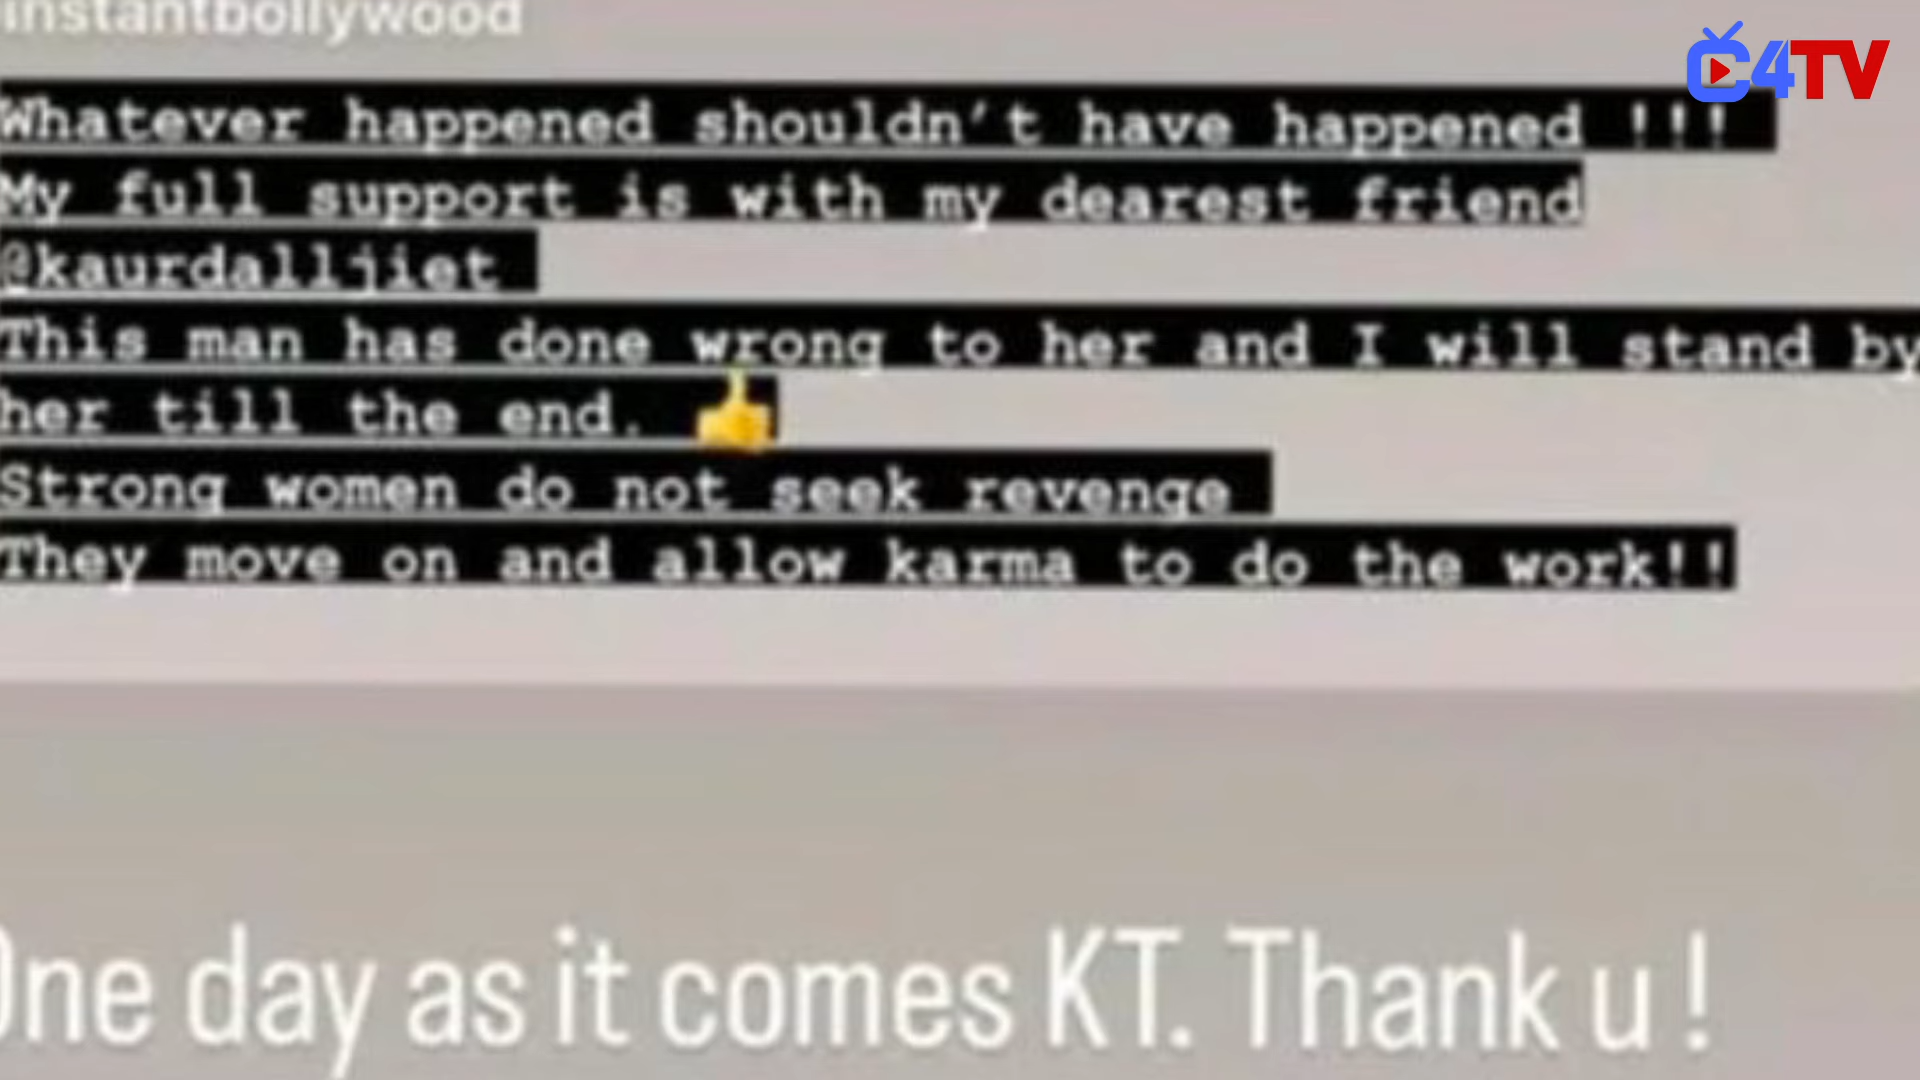 instantbollywood
C4TV
Whatever happened shouldn't have happened !!!
My full support is with my dearest friend
@kaurdalljiet
This man has done wrong to her and I will stand by
her till the end. 👍
Strong women do not seek revenge
They move on and allow karma to do the work!!
One day as it comes KT. Thank u !